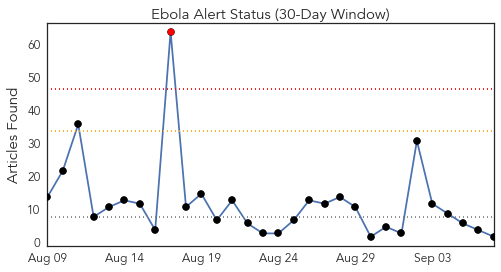 Ebola Alert Status (30-Day Window)
Articles Found
60
50
40
30
20
10
0
Aug 09 Aug 14 Aug 19 Aug 24 Aug 29 Sep 03